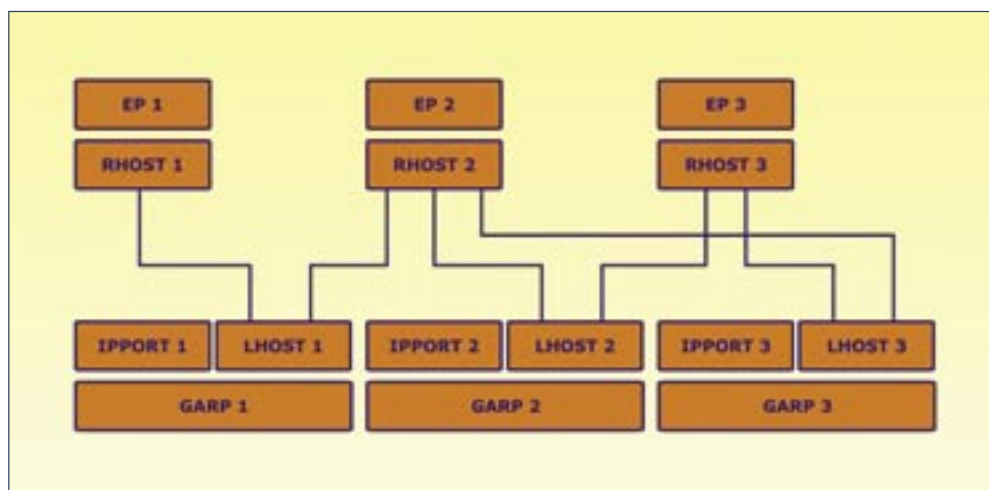 EP 1
EP 2
EP 3
RHOST 1
RHOST 2
RHOST 3
IPPORT 1
LHOST 1
IPPORT 2
LHOST 2
IPPORT 3
LHOST 3
GARP 1
GARP 2
GARP 3